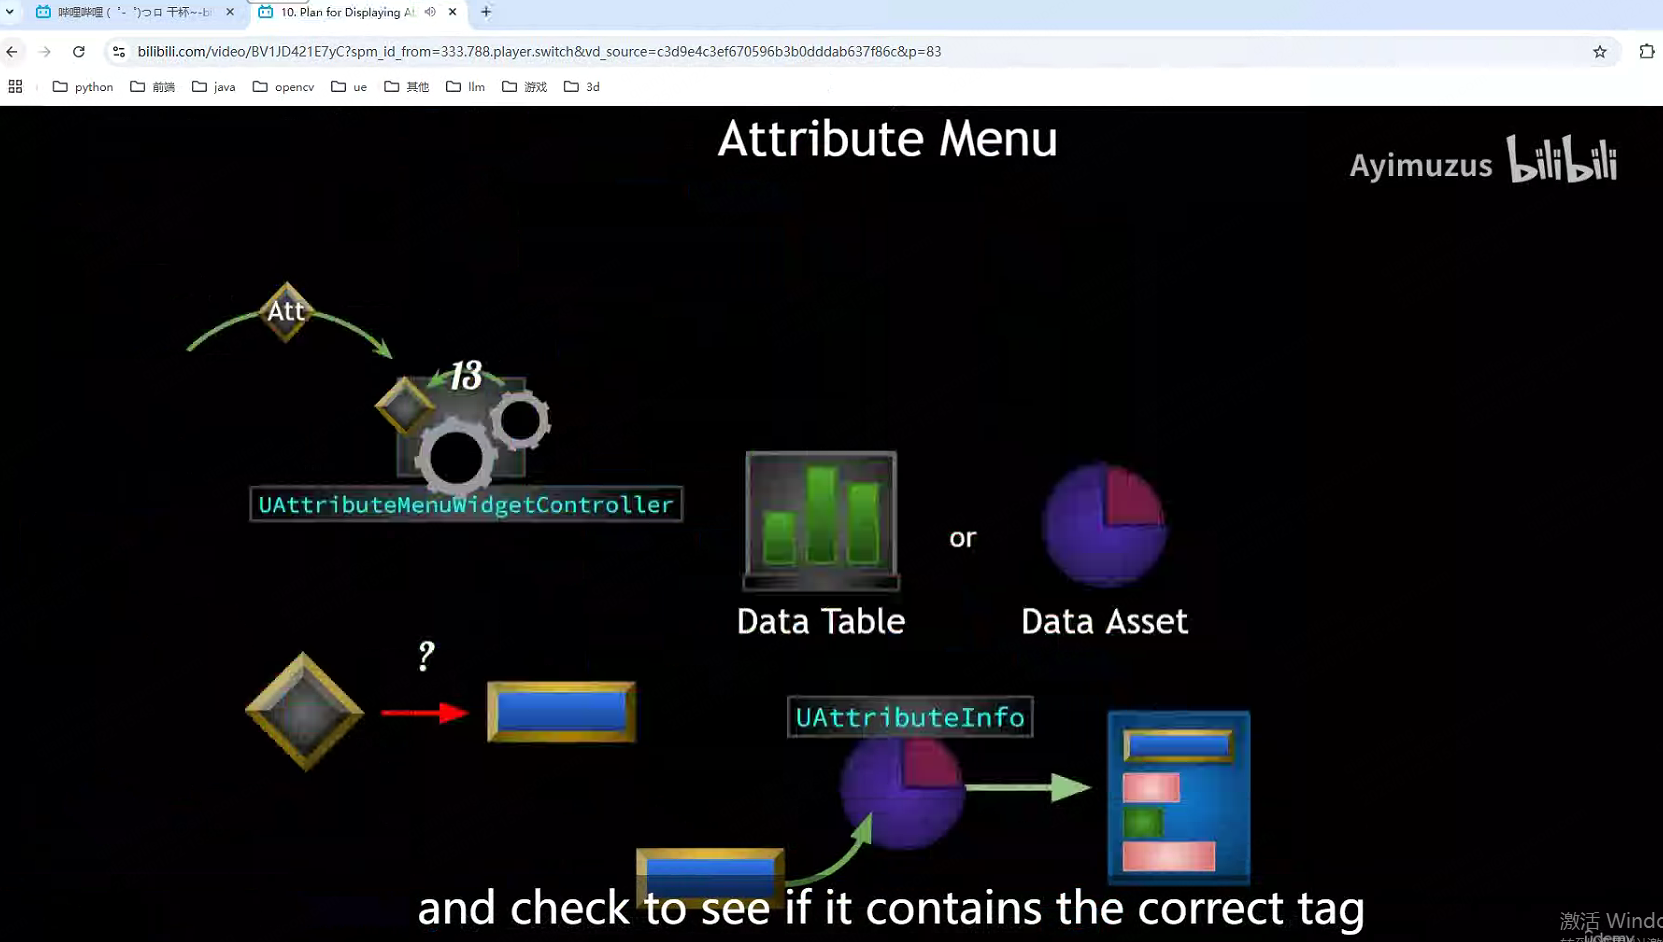 哔哩哔哩 (゜-゜)つロ 干杯~-bi
10. Plan for Displaying At
bilibili.com/video/BV1JD421E7yC?spm_id_from=333.788.player.switch&vd_source=c3d9e4c3ef670596b3b0dddab637f86c&p=83
python 前端 java opencv ue 其他 llm 游戏 3d
Attribute Menu
Ayimuzus bilibili
Att
13
UAttributeMenuWidgetController
or
Data Table
Data Asset
?
UAttributeInfo
and check to see if it contains the correct tag
激活 Windo
udemy